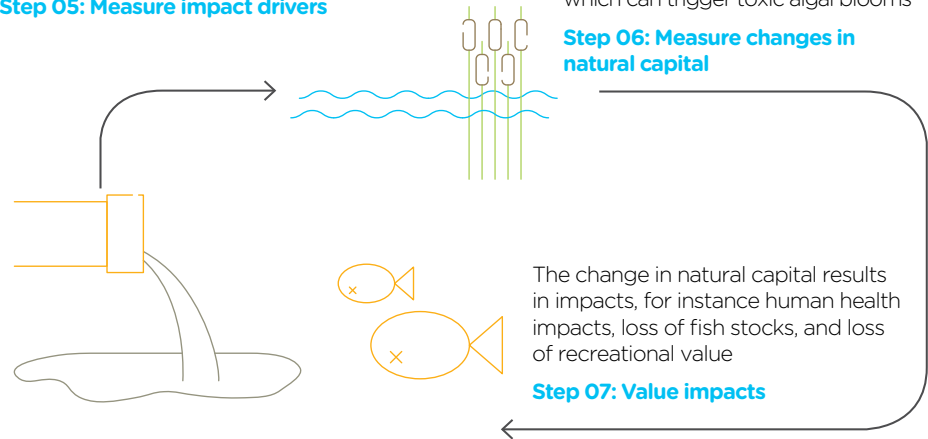 Step 05: Measure impact drivers
which can trigger toxic algal blooms
Step 06: Measure changes in
natural capital
The change in natural capital results
in impacts, for instance human health
impacts, loss of fish stocks, and loss
of recreational value
Step 07: Value impacts